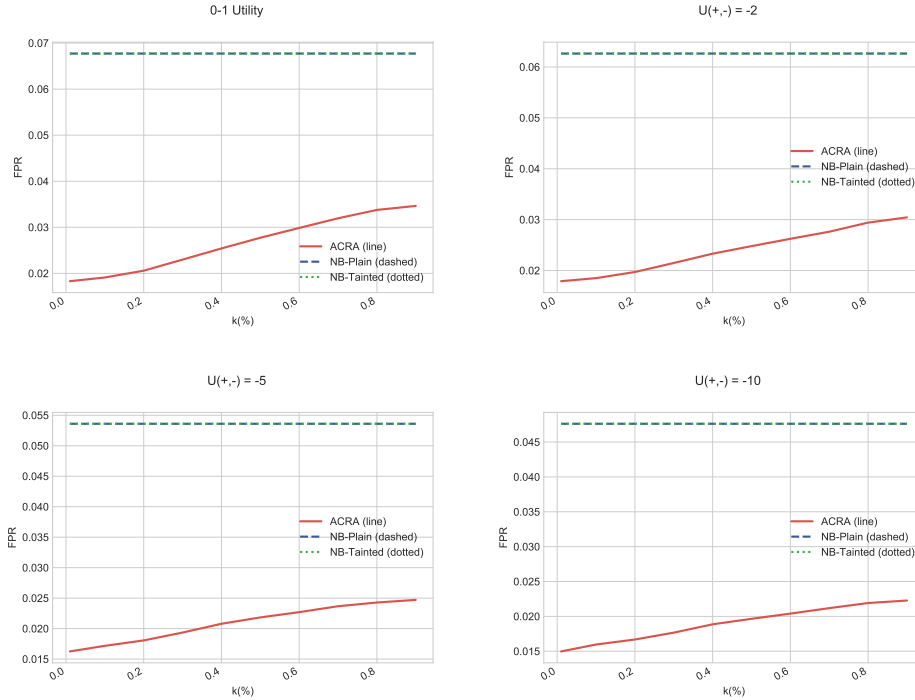 0-1 Utility
0.07
0.06
0.05
0.04
0.03
0.02
FPR
ACRA (line)
NB-Plain (dashed)
NB-Tainted (dotted)
0.0
0.2
0.4
0.6
0.8
k(%)
U(+,-) = -2
0.06
0.05
0.04
0.03
0.02
FPR
ACRA (line)
NB-Plain (dashed)
NB-Tainted (dotted)
0.0
0.2
0.4
0.6
0.8
k(%)
U(+,-) = -5
0.055
0.050
0.045
0.040
0.035
0.030
0.025
0.020
0.015
FPR
ACRA (line)
NB-Plain (dashed)
NB-Tainted (dotted)
0.0
0.2
0.4
0.6
0.8
k(%)
U(+,-) = -10
0.045
0.040
0.035
0.030
0.025
0.020
0.015
FPR
ACRA (line)
NB-Plain (dashed)
NB-Tainted (dotted)
0.0
0.2
0.4
0.6
0.8
k(%)